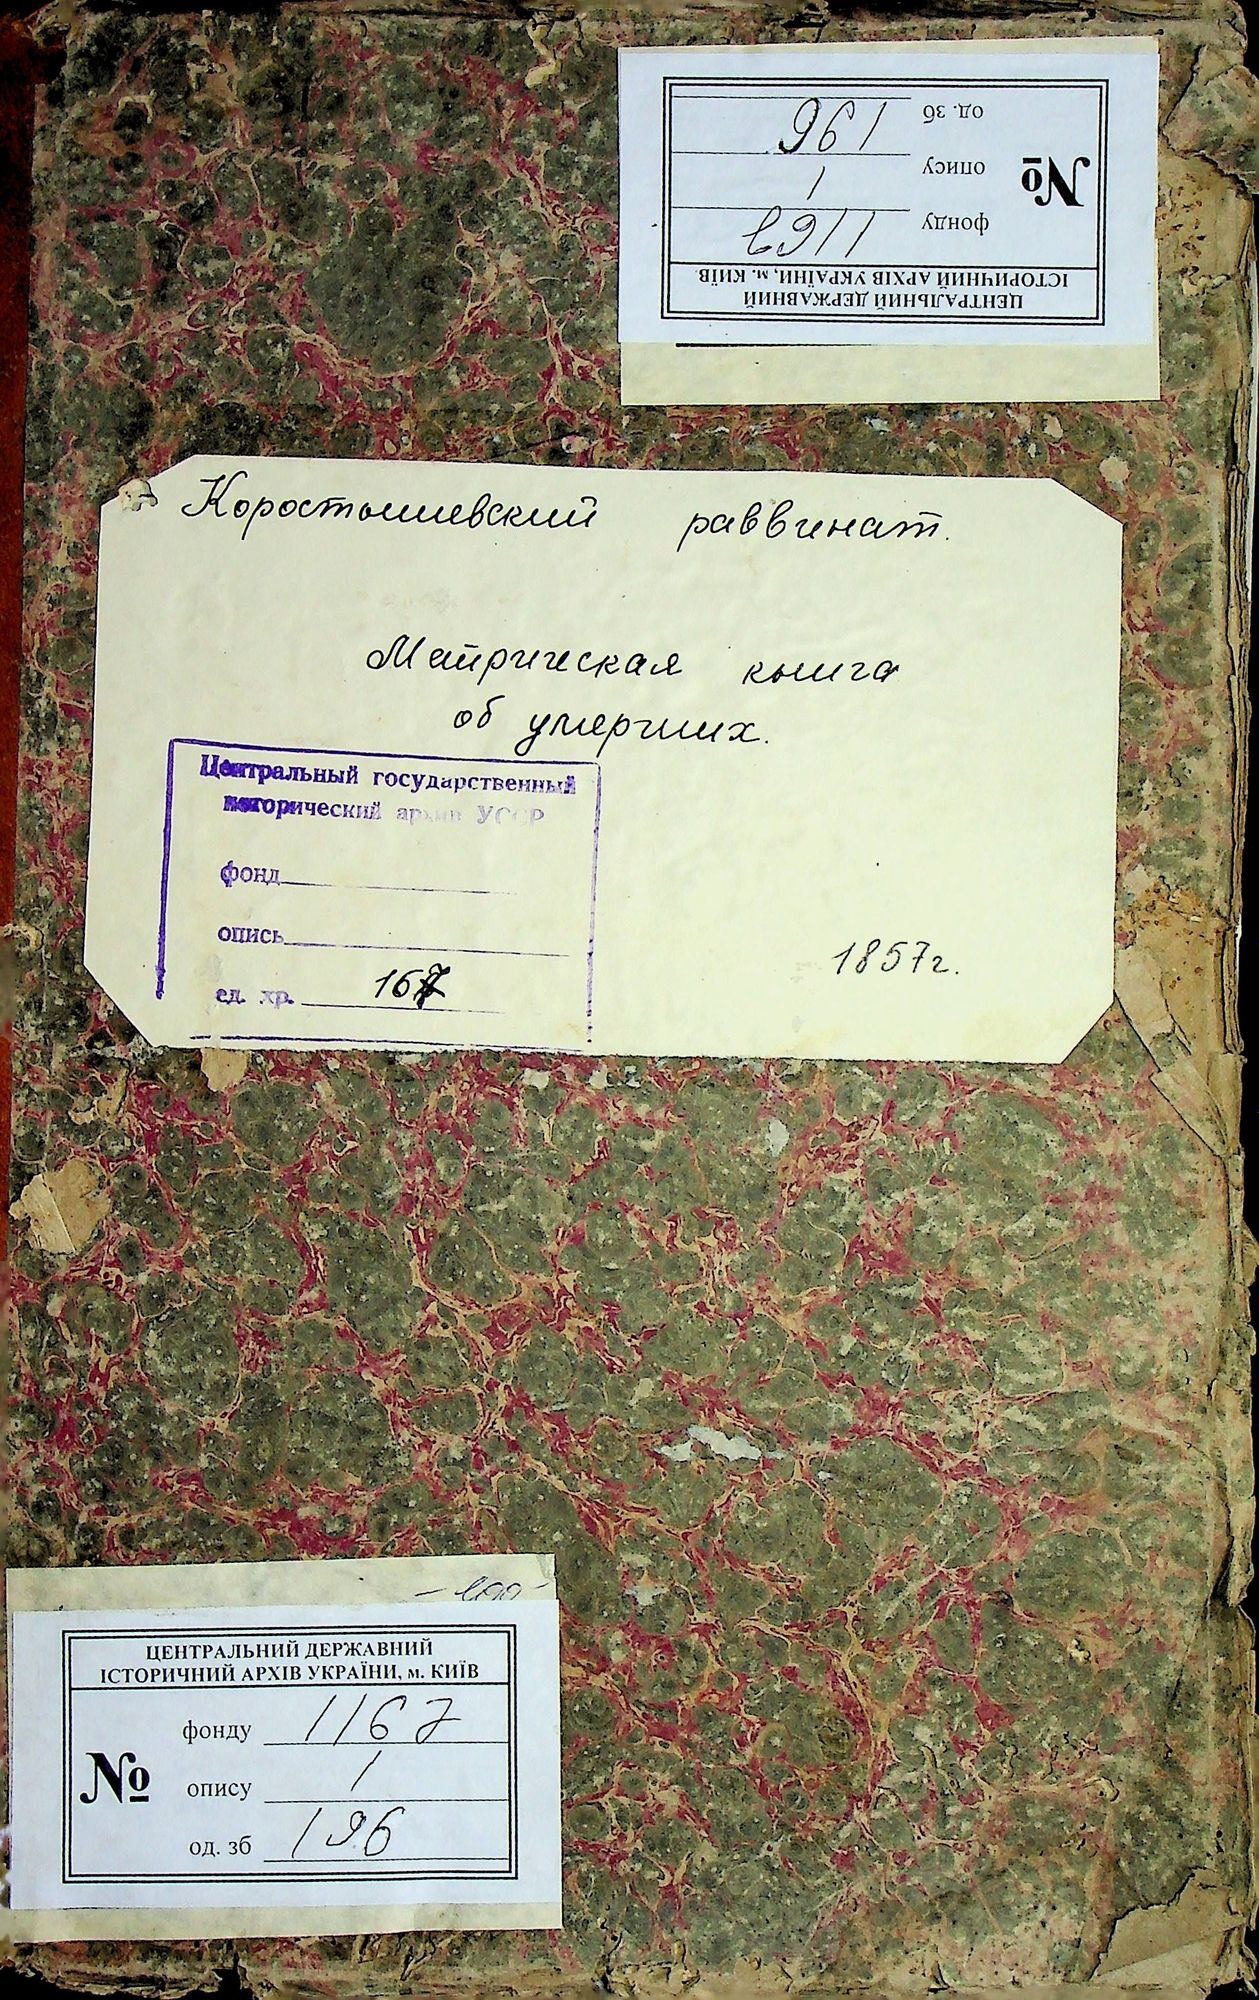 ЦЕНТРАЛЬНИЙ ДЕРЖАВНИЙ
ІСТОРИЧНИЙ АРХІВ УКРАЇНИ, м. КИЇВ
фонду 1167
№ опису 1
од. зб 196
Коростышевский раввинат.
Метрическая книга
об умерших.
Центральный государственный
исторический архив УССР
фонд
опись
ед. хр. 167
1857г.
ЦЕНТРАЛЬНИЙ ДЕРЖАВНИЙ
ІСТОРИЧНИЙ АРХІВ УКРАЇНИ, м. КИЇВ
фонду 1167
№ опису 1
од. зб 196